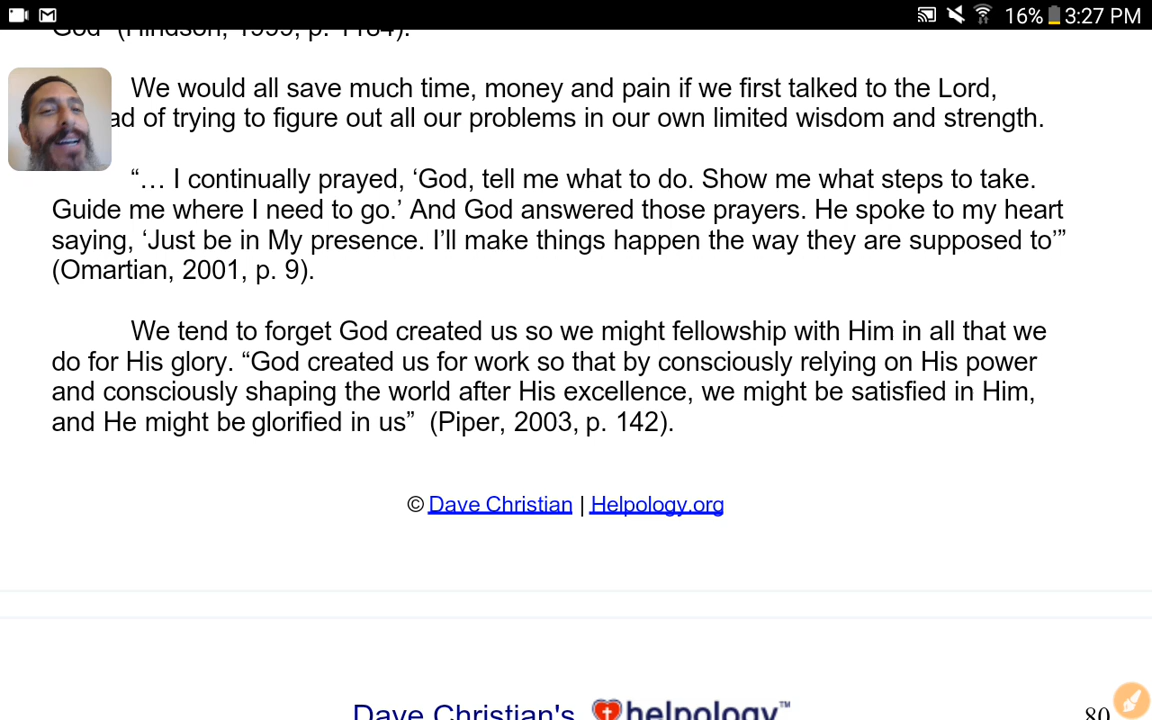 16% 3:27 PM
God” (Hindson, 1999, p. 1184).
We would all save much time, money and pain if we first talked to the Lord,
ad of trying to figure out all our problems in our own limited wisdom and strength.
“… I continually prayed, ‘God, tell me what to do. Show me what steps to take.
Guide me where I need to go.’ And God answered those prayers. He spoke to my heart
saying, ‘Just be in My presence. I’ll make things happen the way they are supposed to’”
(Omartian, 2001, p. 9).
We tend to forget God created us so we might fellowship with Him in all that we
do for His glory. “God created us for work so that by consciously relying on His power
and consciously shaping the world after His excellence, we might be satisfied in Him,
and He might be glorified in us”  (Piper, 2003, p. 142).
© Dave Christian | Helpology.org
Dave Christian's helpology™ 80